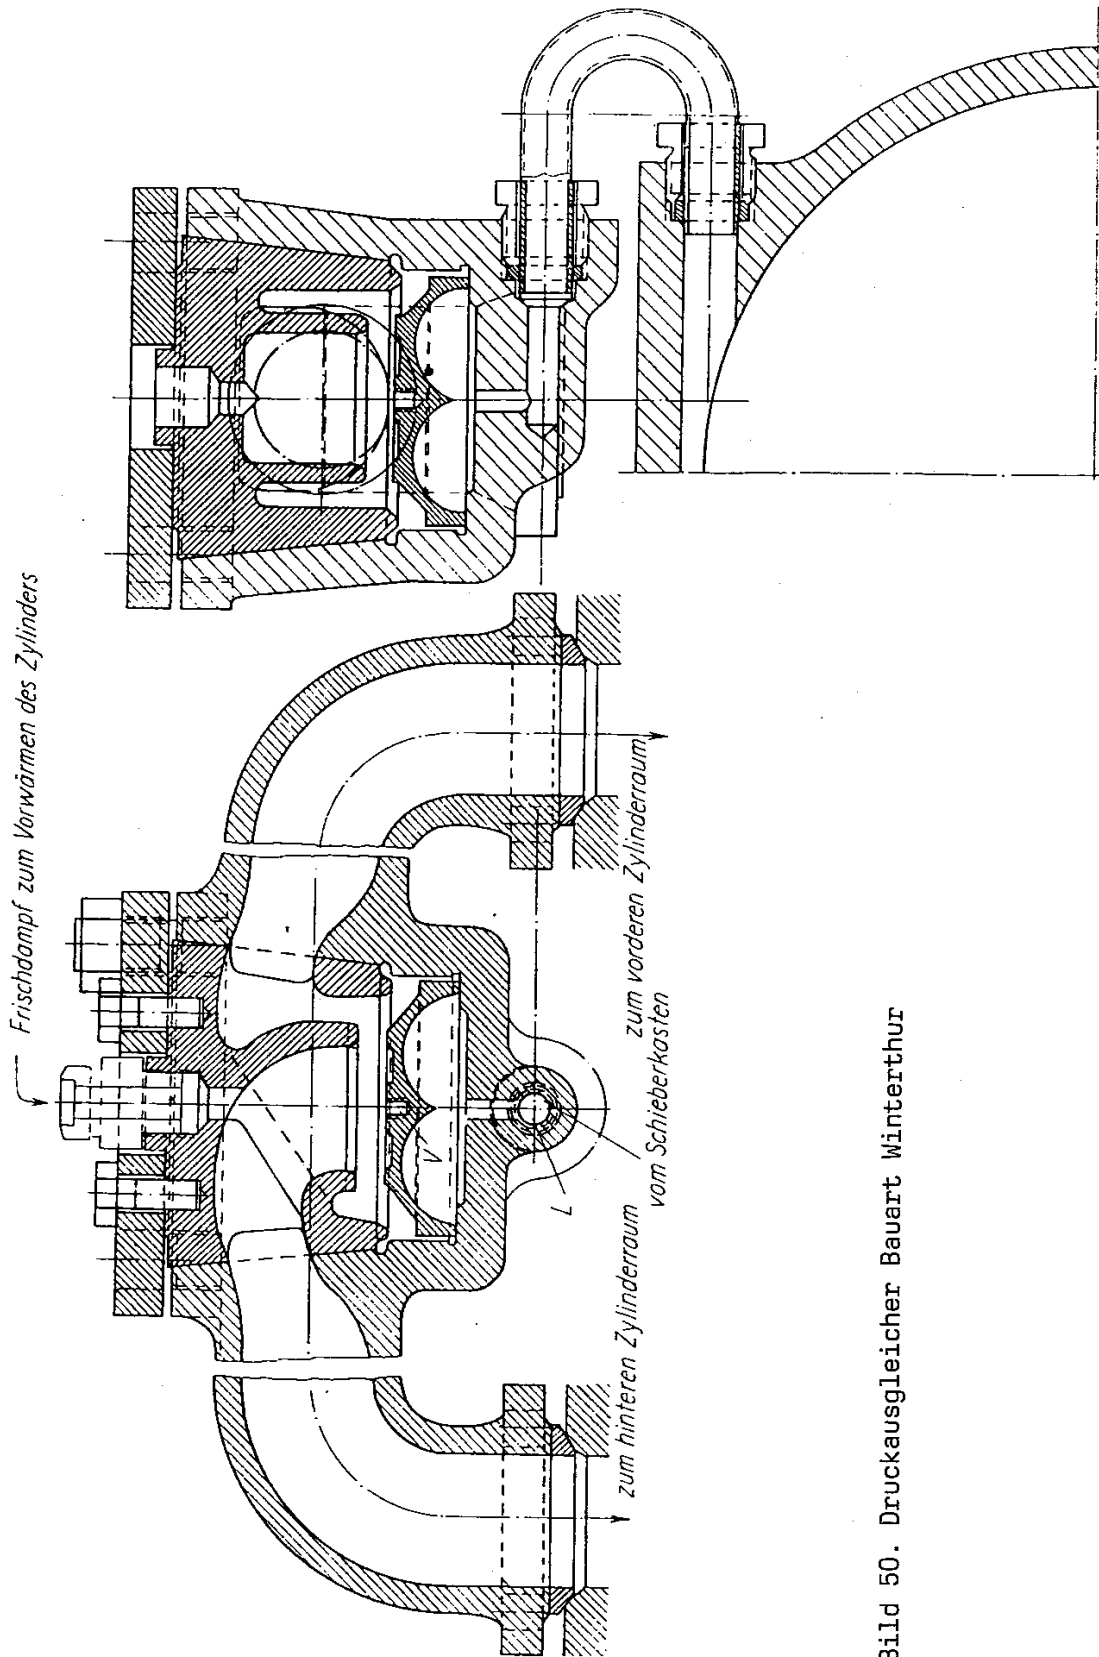 Frischdampf zum Vorwärmen des Zylinders
zum hinteren Zylinderraum
vom Schieberkasten
zum vorderen Zylinderraum
L
V
Bild 50. Druckausgleicher Bauart Winterthur